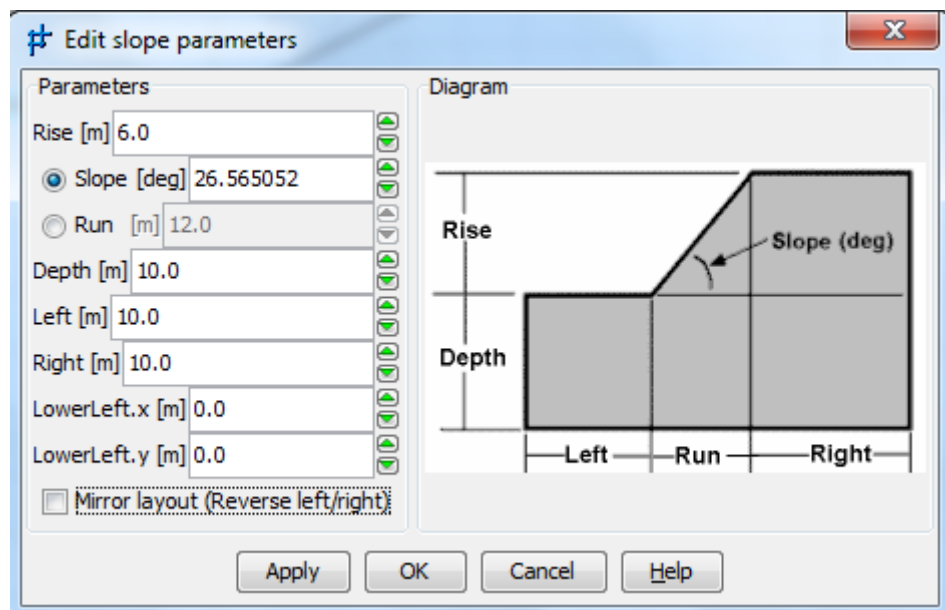 Edit slope parameters
Parameters
Rise [m] 6.0
Slope [deg] 26.565052
Run [m] 12.0
Depth [m] 10.0
Left [m] 10.0
Right [m] 10.0
LowerLeft.x [m] 0.0
LowerLeft.y [m] 0.0
Mirror layout (Reverse left/right)
Diagram
Rise
Slope (deg)
Depth
Left Run Right
Apply OK Cancel Help